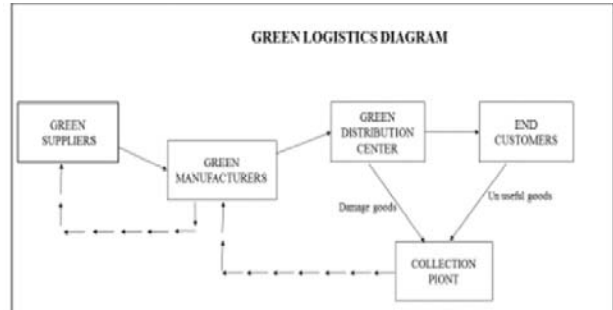 GREEN LOGISTICS DIAGRAM
GREEN
SUPPLIERS
GREEN
MANUFACTURERS
GREEN
DISTRIBUTION
CENTER
END
CUSTOMERS
Damage goods
Un useful goods
COLLECTION
PIONT